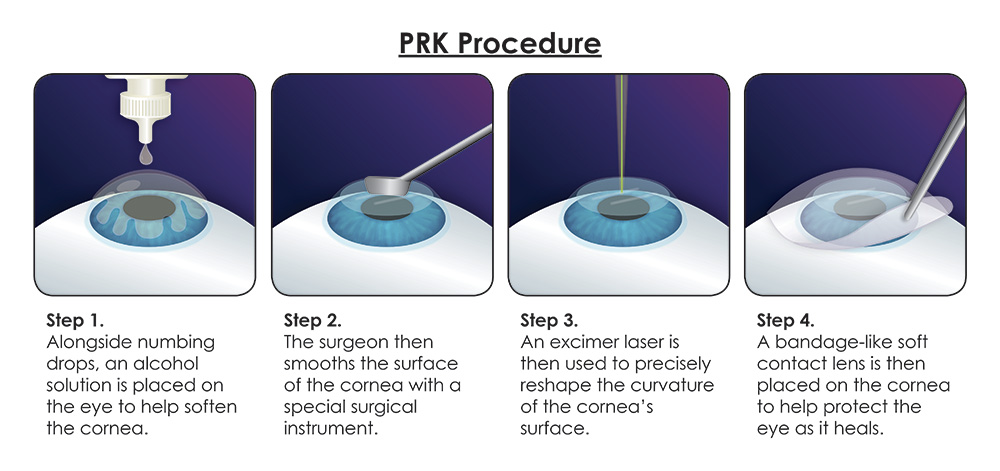 PRK Procedure
Step 1.
Alongside numbing
drops, an alcohol
solution is placed on
the eye to help soften
the cornea.
Step 2.
The surgeon then
smooths the surface
of the cornea with a
special surgical
instrument.
Step 3.
An excimer laser is
then used to precisely
reshape the curvature
of the cornea’s
surface.
Step 4.
A bandage-like soft
contact lens is then
placed on the cornea
to help protect the
eye as it heals.